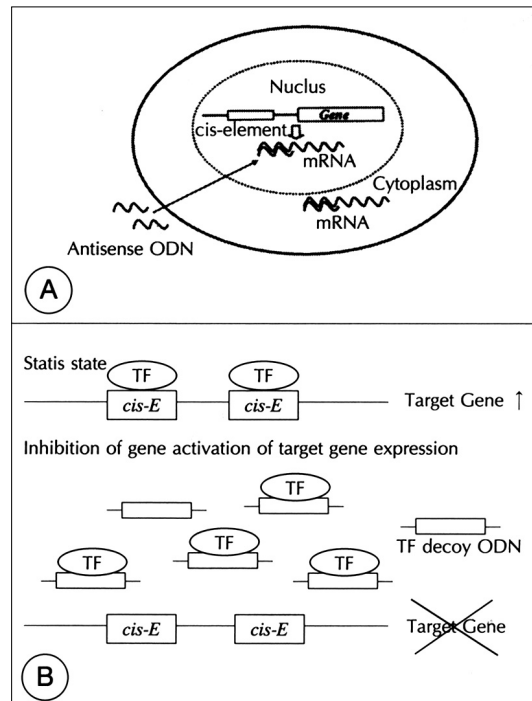 Nuclus
Gene
cis-element
mRNA
Cytoplasm
mRNA
Antisense ODN
A
Statis state
TF TF
cis-E cis-E
Target Gene ↑
Inhibition of gene activation of target gene expression
TF
TF
TF decoy ODN
TF TF
cis-E cis-E
Target Gene
B